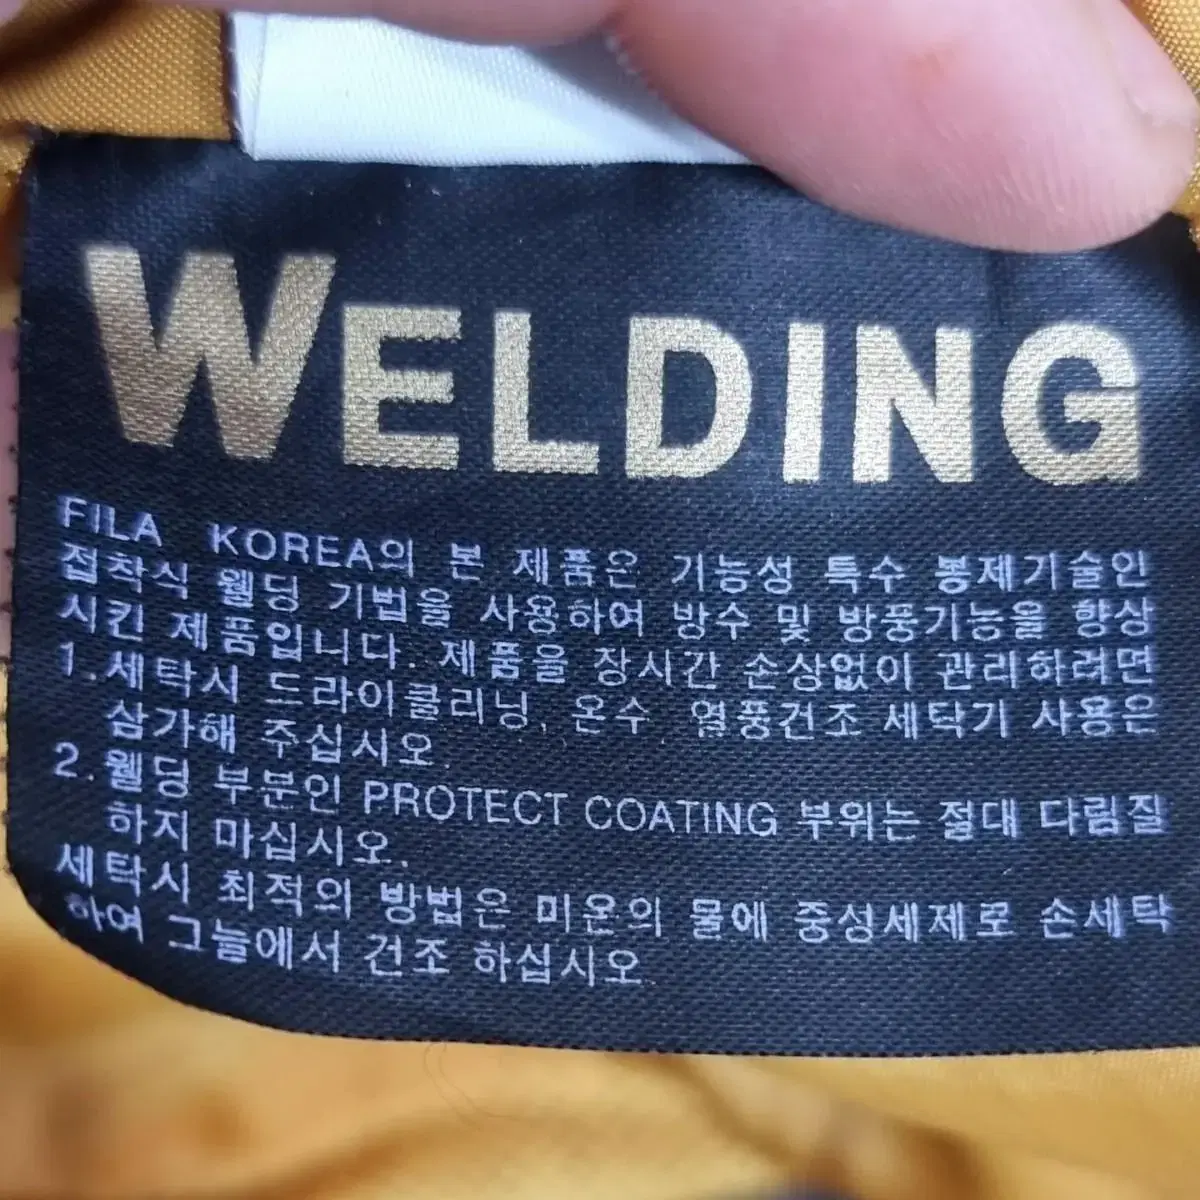 WELDING
FILA KOREA의 본 제품은 기능성 특수 봉제기술인
접착식 웰딩 기법을 사용하여 방수 및 방풍기능을 향상
시킨 제품입니다. 제품을 장시간 손상없이 관리하려면
1.세탁시 드라이클리닝, 온수 열풍건조 세탁기 사용은
삼가해 주십시오.
2.웰딩 부분인 PROTECT COATING 부위는 절대 다림질
하지 마십시오.
세탁시 최적의 방법은 미온의 물에 중성세제로 손세탁
하여 그늘에서 건조 하십시오.